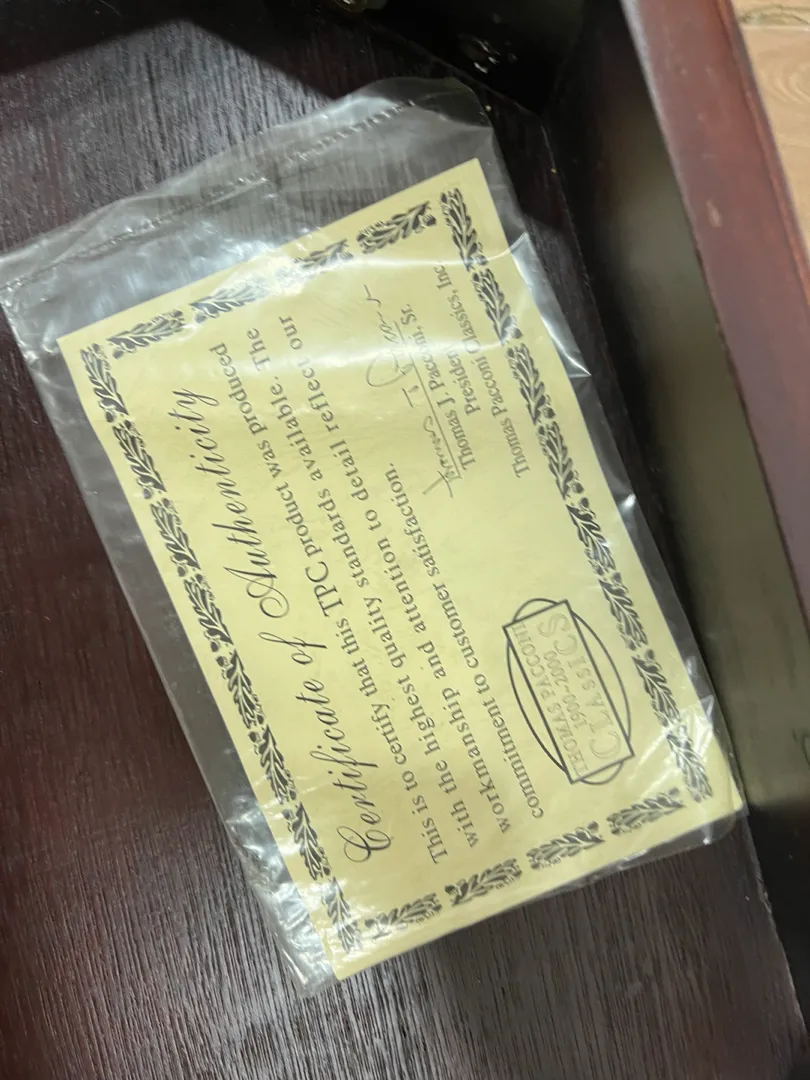 Certificate of Authenticity
This is to certify that this TPC product was produced
with the highest quality standards available. The
workmanship and attention to detail reflect our
commitment to customer satisfaction.
Thomas J. Pacconi, Sr.
President
Thomas Pacconi Classics, Inc.
THOMAS PACCONI
1900~2000
CLASSICS